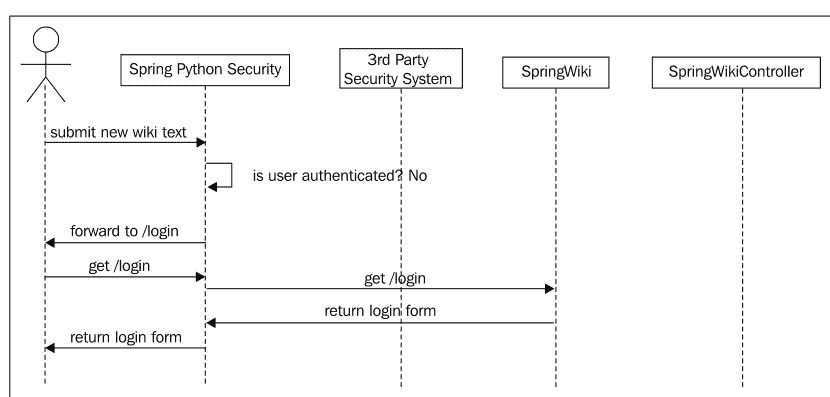 Spring Python Security
3rd Party
Security System
SpringWiki
SpringWikiController
submit new wiki text
is user authenticated? No
forward to /login
get /login
get /login
return login form
return login form